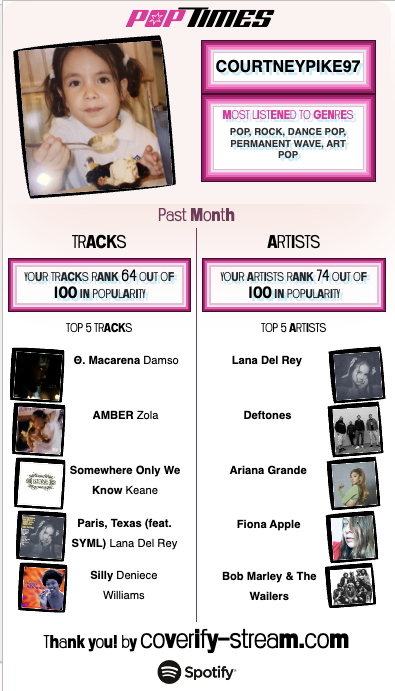 POPTIMES
COURTNEYPIKE97
MOST LISTENED TO GENRES
POP, ROCK, DANCE POP,
PERMANENT WAVE, ART
POP
Past Month
TRACKS
YOUR TRACKS RANK 64 OUT OF
100 IN POPULARITY
TOP 5 TRACKS
Θ. Macarena Damso
AMBER Zola
Somewhere Only We
Know Keane
Paris, Texas (feat.
SYML) Lana Del Rey
Silly Deniece
Williams
ARTISTS
YOUR ARTISTS RANK 74 OUT OF
100 IN POPULARITY
TOP 5 ARTISTS
Lana Del Rey
Deftones
Ariana Grande
Fiona Apple
Bob Marley & The
Wailers
Thank you! by coverify-stream.com
Spotify